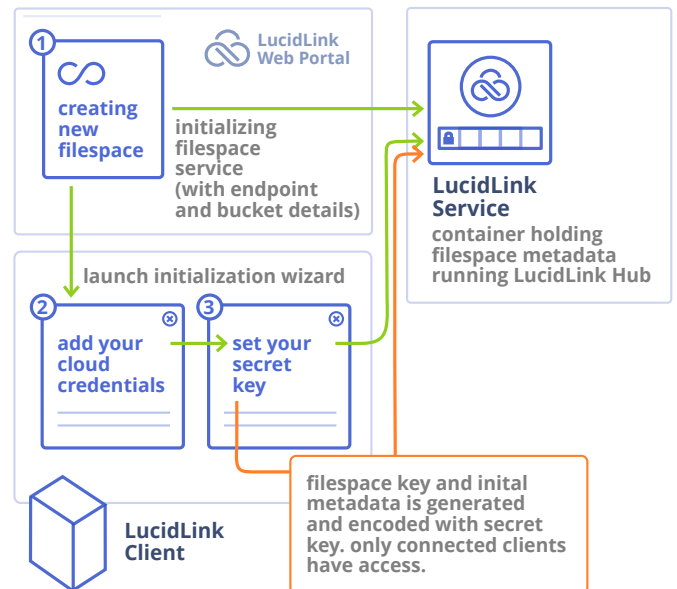 1
LucidLink
Web Portal
creating
new
filespace
initializing
filespace
service
(with endpoint
and bucket details)
LucidLink
Service
container holding
filespace metadata
running LucidLink Hub
launch initialization wizard
2
add your
cloud
credentials
3
set your
secret
key
filespace key and inital
metadata is generated
and encoded with secret
key. only connected clients
have access.
LucidLink
Client